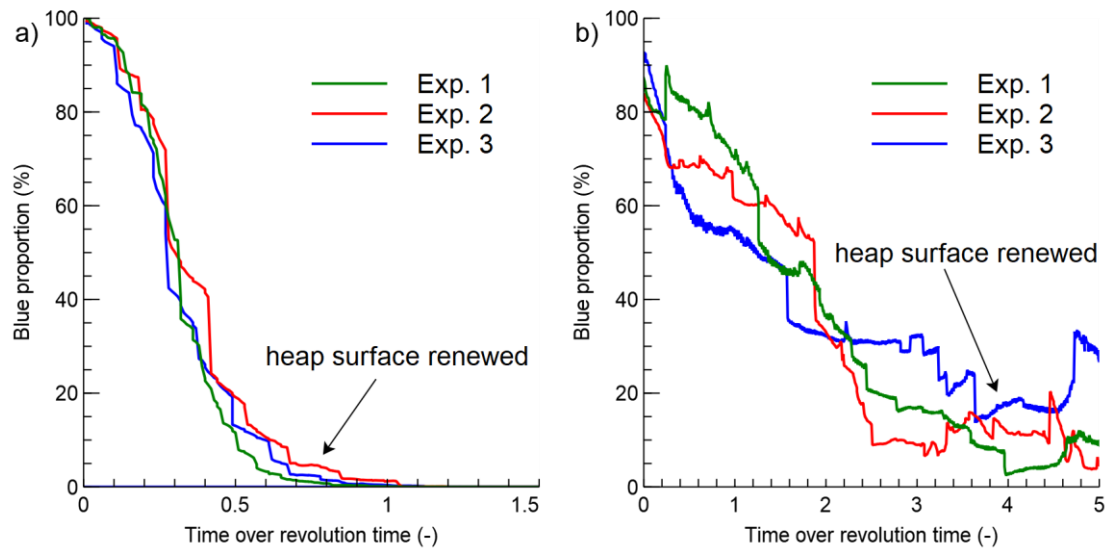 a)
100
80
60
40
20
0
Blue proportion (%)
Exp. 1
Exp. 2
Exp. 3
heap surface renewed
0
0.5
1
1.5
Time over revolution time (-)
b)
100
80
60
40
20
0
Blue proportion (%)
Exp. 1
Exp. 2
Exp. 3
heap surface renewed
0
1
2
3
4
5
Time over revolution time (-)